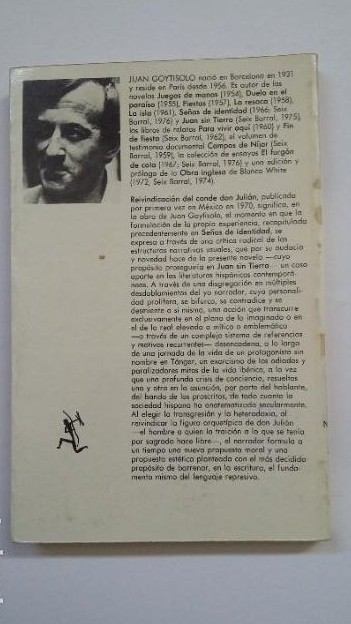 JUAN GOYTISOLO nació en Barcelona en 1931
y reside en París desde 1956. Es autor de las
novelas Juegos de manos (1954), Duelo en el
paraíso (1955), Fiestas (1957), La resaca (1958),
La isla (1961), Señas de identidad (1966; Seix
Barral, 1976) y Juan sin Tierra (Seix Barral, 1975),
los libros de relatos Para vivir aquí (1960) y Fin
de fiesta (Seix Barral, 1962), el volumen de
testimonio documental Campos de Níjar (Seix
Barral, 1959), la colección de ensayos El furgón
de cola (1967; Seix Barral, 1976) y una edición y
prólogo de la Obra inglesa de Blanco White
(1972, Seix Barral, 1974).
Reivindicación del conde don Julián, publicada
por primera vez en México en 1970, significa, en
la obra de Juan Goytisolo, el momento en que la
formulación de la propia experiencia, recapitulada
precedentemente en Señas de identidad, se
expresa a través de una crítica radical de las
estructuras narrativas usuales, que por su audacia
y novedad hace de la presente novela —cuyo
propósito proseguiría en Juan sin Tierra— un caso
aparte en las literaturas hispánicas contemporá-
neas. A través de una disgregación en múltiples
desdoblamientos del yo narrador, cuya personali-
dad prolifera, se bifurca, se contradice y se
desmiente a sí misma, una acción que transcurre
exclusivamente en el plano de lo imaginado o en
el de lo real elevado a mítico o emblemático
—a través de un complejo sistema de referencias
y motivos recurrentes— desencadena, a lo largo
de una jornada de la vida de un protagonista sin
nombre en Tánger, un exorcismo de los odiados y
paralizadores mitos de la vida ibérica, a la vez
que una profunda crisis de conciencia, resueltos
uno y otra en la asunción, por parte del hablante,
del bando de los proscritos, de todo cuanto la
sociedad hispana ha anatematizado secularmente.
Al elegir la transgresión y la heterodoxia, al
reivindicar la figura arquetípica de don Julián
—el hombre a quien la traición a lo que se tenía
por sagrado hace libre—, el narrador formula a
un tiempo una nueva propuesta moral y una
propuesta estética planteada con el más decidido
propósito de barrenar, en la escritura, el funda-
mento mismo del lenguaje represivo.